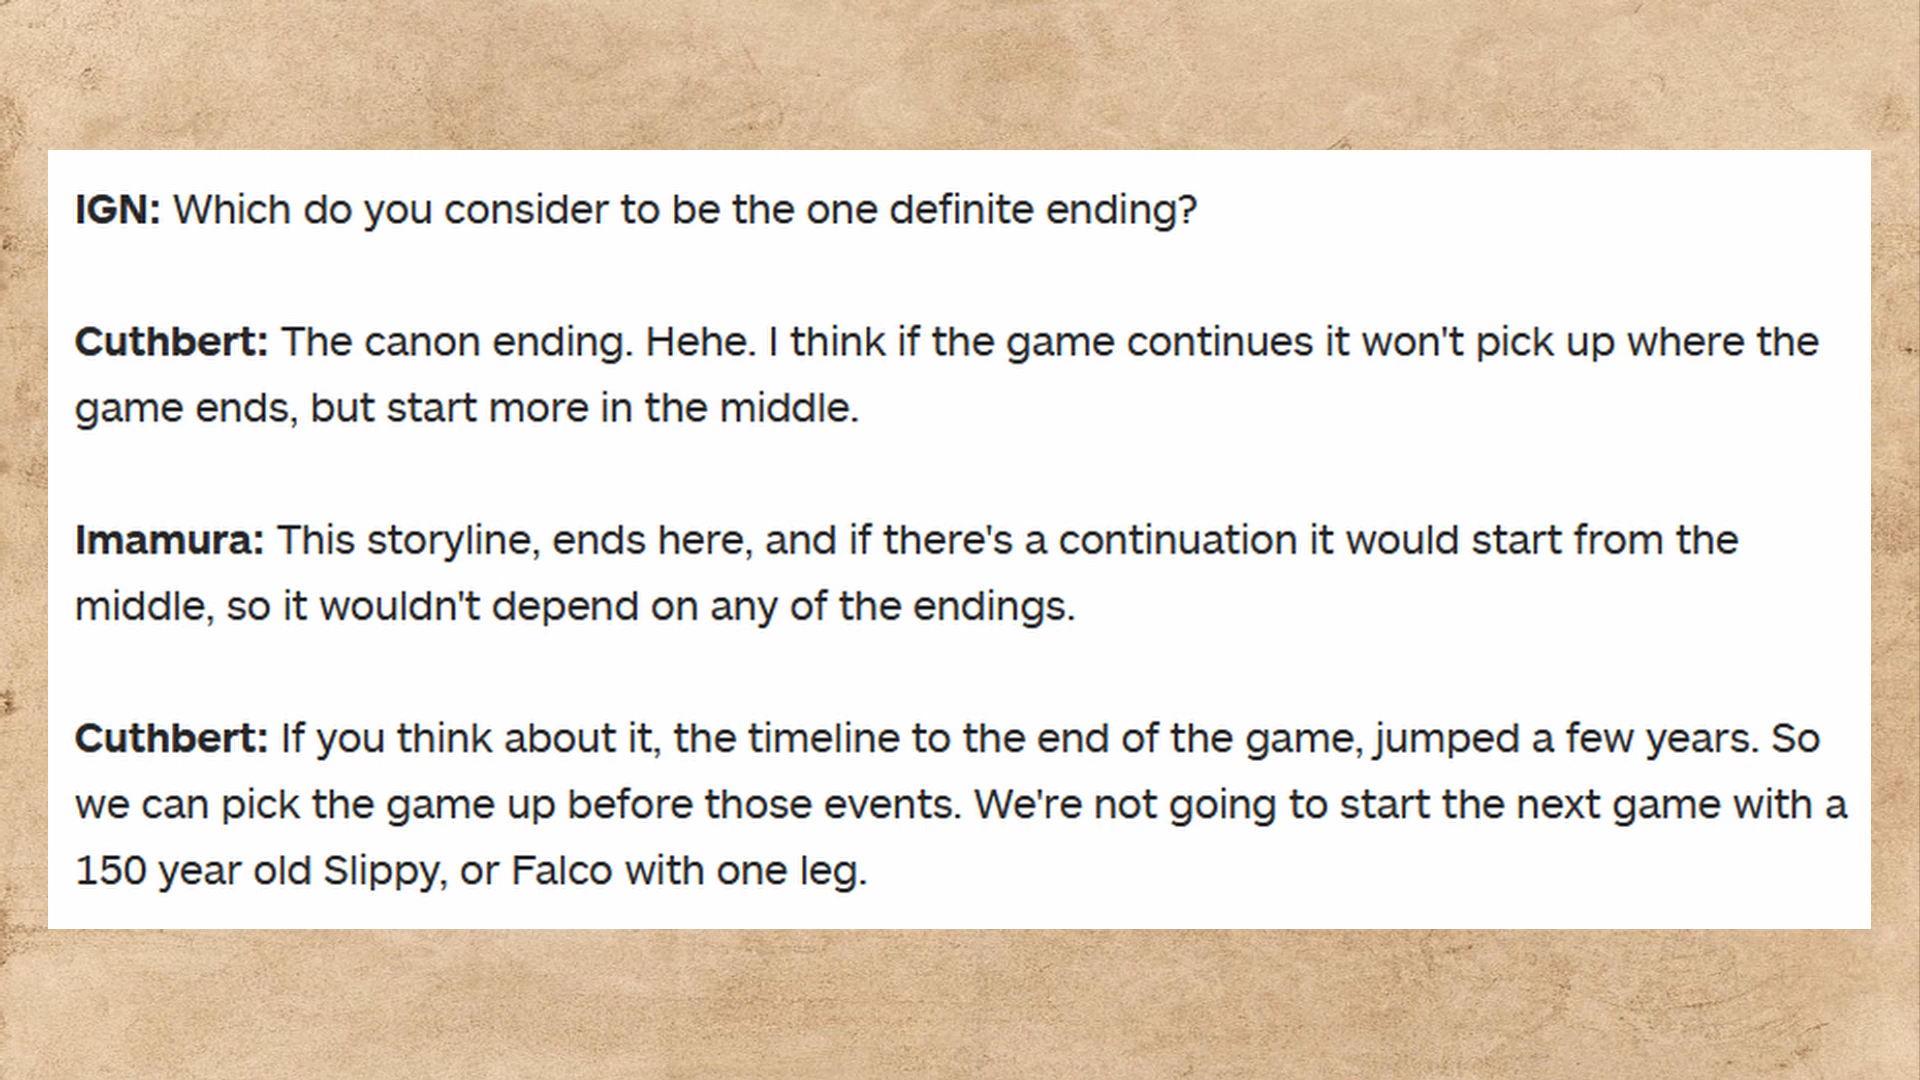 IGN: Which do you consider to be the one definite ending?
Cuthbert: The canon ending. Hehe. I think if the game continues it won't pick up where the
game ends, but start more in the middle.
Imamura: This storyline, ends here, and if there's a continuation it would start from the
middle, so it wouldn't depend on any of the endings.
Cuthbert: If you think about it, the timeline to the end of the game, jumped a few years. So
we can pick the game up before those events. We're not going to start the next game with a
150 year old Slippy, or Falco with one leg.